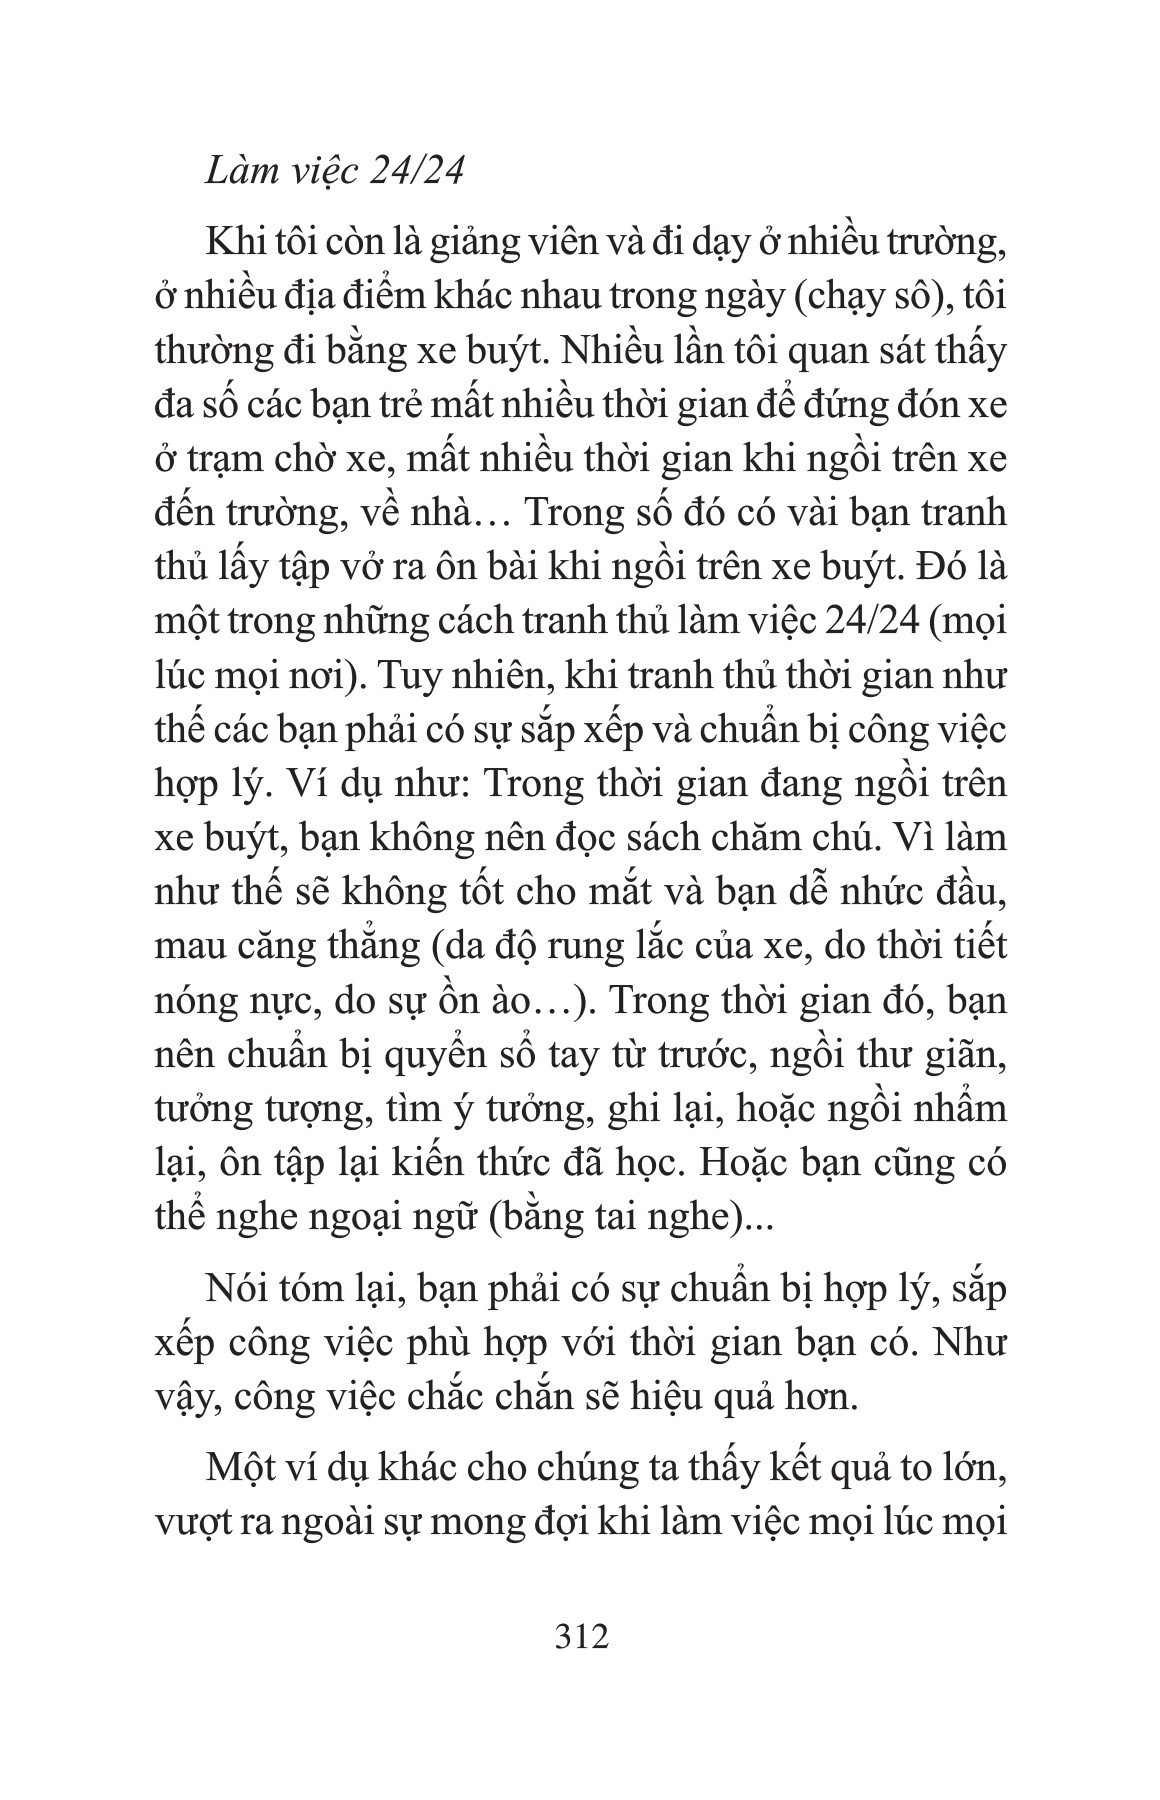 Làm việc 24/24
Khi tôi còn là giảng viên và đi dạy ở nhiều trường,
ở nhiều địa điểm khác nhau trong ngày (chạy sô), tôi
thường đi bằng xe buýt. Nhiều lần tôi quan sát thấy
đa số các bạn trẻ mất nhiều thời gian để đứng đón xe
ở trạm chờ xe, mất nhiều thời gian khi ngồi trên xe
đến trường, về nhà… Trong số đó có vài bạn tranh
thủ lấy tập vở ra ôn bài khi ngồi trên xe buýt. Đó là
một trong những cách tranh thủ làm việc 24/24 (mọi
lúc mọi nơi). Tuy nhiên, khi tranh thủ thời gian như
thế các bạn phải có sự sắp xếp và chuẩn bị công việc
hợp lý. Ví dụ như: Trong thời gian đang ngồi trên
xe buýt, bạn không nên đọc sách chăm chú. Vì làm
như thế sẽ không tốt cho mắt và bạn dễ nhức đầu,
mau căng thẳng (da độ rung lắc của xe, do thời tiết
nóng nực, do sự ồn ào…). Trong thời gian đó, bạn
nên chuẩn bị quyển sổ tay từ trước, ngồi thư giãn,
tưởng tượng, tìm ý tưởng, ghi lại, hoặc ngồi nhẩm
lại, ôn tập lại kiến thức đã học. Hoặc bạn cũng có
thể nghe ngoại ngữ (bằng tai nghe)...
Nói tóm lại, bạn phải có sự chuẩn bị hợp lý, sắp
xếp công việc phù hợp với thời gian bạn có. Như
vậy, công việc chắc chắn sẽ hiệu quả hơn.
Một ví dụ khác cho chúng ta thấy kết quả to lớn,
vượt ra ngoài sự mong đợi khi làm việc mọi lúc mọi
312